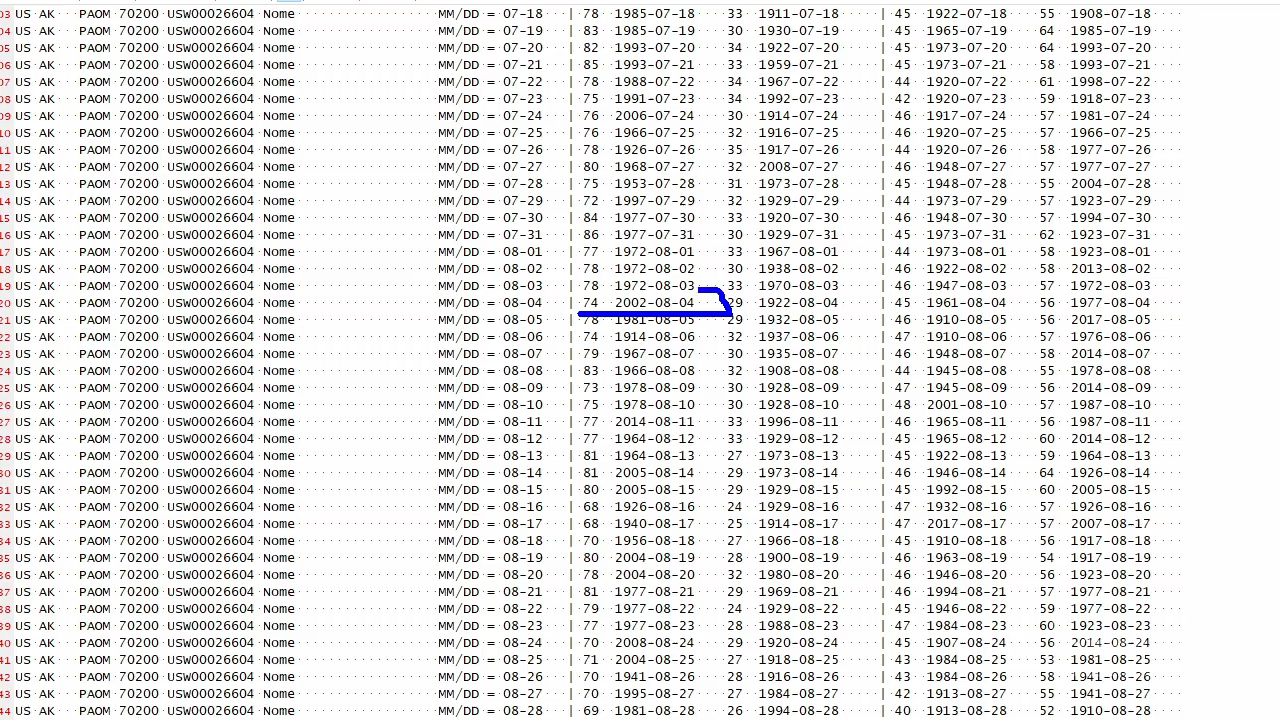 03 US AK PAOM 70200 USW00026604 Nome MM/DD = 07-18 | 78 1985-07-18 33 1911-07-18 | 45 1922-07-18 55 1908-07-18
04 US AK PAOM 70200 USW00026604 Nome MM/DD = 07-19 | 83 1985-07-19 30 1930-07-19 | 45 1965-07-19 64 1985-07-19
05 US AK PAOM 70200 USW00026604 Nome MM/DD = 07-20 | 82 1993-07-20 34 1922-07-20 | 45 1973-07-20 64 1993-07-20
06 US AK PAOM 70200 USW00026604 Nome MM/DD = 07-21 | 85 1993-07-21 33 1959-07-21 | 45 1973-07-21 58 1993-07-21
07 US AK PAOM 70200 USW00026604 Nome MM/DD = 07-22 | 78 1988-07-22 34 1967-07-22 | 44 1920-07-22 61 1998-07-22
08 US AK PAOM 70200 USW00026604 Nome MM/DD = 07-23 | 75 1991-07-23 34 1992-07-23 | 42 1920-07-23 59 1918-07-23
09 US AK PAOM 70200 USW00026604 Nome MM/DD = 07-24 | 76 2006-07-24 30 1914-07-24 | 46 1917-07-24 57 1981-07-24
10 US AK PAOM 70200 USW00026604 Nome MM/DD = 07-25 | 76 1966-07-25 32 1916-07-25 | 46 1920-07-25 57 1966-07-25
11 US AK PAOM 70200 USW00026604 Nome MM/DD = 07-26 | 78 1926-07-26 35 1917-07-26 | 44 1920-07-26 58 1977-07-26
12 US AK PAOM 70200 USW00026604 Nome MM/DD = 07-27 | 80 1968-07-27 32 2008-07-27 | 46 1948-07-27 57 1977-07-27
13 US AK PAOM 70200 USW00026604 Nome MM/DD = 07-28 | 75 1953-07-28 31 1973-07-28 | 45 1948-07-28 55 2004-07-28
14 US AK PAOM 70200 USW00026604 Nome MM/DD = 07-29 | 72 1997-07-29 32 1929-07-29 | 44 1973-07-29 57 1923-07-29
15 US AK PAOM 70200 USW00026604 Nome MM/DD = 07-30 | 84 1977-07-30 33 1920-07-30 | 46 1948-07-30 57 1994-07-30
16 US AK PAOM 70200 USW00026604 Nome MM/DD = 07-31 | 86 1977-07-31 30 1929-07-31 | 45 1973-07-31 62 1923-07-31
17 US AK PAOM 70200 USW00026604 Nome MM/DD = 08-01 | 77 1972-08-01 33 1967-08-01 | 44 1973-08-01 58 1923-08-01
18 US AK PAOM 70200 USW00026604 Nome MM/DD = 08-02 | 78 1972-08-02 30 1938-08-02 | 46 1922-08-02 58 2013-08-02
19 US AK PAOM 70200 USW00026604 Nome MM/DD = 08-03 | 78 1972-08-03 33 1970-08-03 | 46 1947-08-03 57 1972-08-03
20 US AK PAOM 70200 USW00026604 Nome MM/DD = 08-04 | 74 2002-08-04 29 1922-08-04 | 45 1961-08-04 56 1977-08-04
21 US AK PAOM 70200 USW00026604 Nome MM/DD = 08-05 | 78 1981-08-05 29 1932-08-05 | 46 1910-08-05 56 2017-08-05
22 US AK PAOM 70200 USW00026604 Nome MM/DD = 08-06 | 74 1914-08-06 32 1937-08-06 | 47 1910-08-06 57 1976-08-06
23 US AK PAOM 70200 USW00026604 Nome MM/DD = 08-07 | 79 1967-08-07 30 1935-08-07 | 46 1948-08-07 58 2014-08-07
24 US AK PAOM 70200 USW00026604 Nome MM/DD = 08-08 | 83 1966-08-08 32 1908-08-08 | 44 1945-08-08 55 1978-08-08
25 US AK PAOM 70200 USW00026604 Nome MM/DD = 08-09 | 73 1978-08-09 30 1928-08-09 | 47 1945-08-09 56 2014-08-09
26 US AK PAOM 70200 USW00026604 Nome MM/DD = 08-10 | 75 1978-08-10 30 1928-08-10 | 48 2001-08-10 57 1987-08-10
27 US AK PAOM 70200 USW00026604 Nome MM/DD = 08-11 | 77 2014-08-11 33 1996-08-11 | 46 1965-08-11 56 1987-08-11
28 US AK PAOM 70200 USW00026604 Nome MM/DD = 08-12 | 77 1964-08-12 33 1929-08-12 | 45 1965-08-12 60 2014-08-12
29 US AK PAOM 70200 USW00026604 Nome MM/DD = 08-13 | 81 1964-08-13 27 1973-08-13 | 45 1922-08-13 59 1964-08-13
30 US AK PAOM 70200 USW00026604 Nome MM/DD = 08-14 | 81 2005-08-14 29 1973-08-14 | 46 1946-08-14 64 1926-08-14
31 US AK PAOM 70200 USW00026604 Nome MM/DD = 08-15 | 80 2005-08-15 29 1929-08-15 | 45 1992-08-15 60 2005-08-15
32 US AK PAOM 70200 USW00026604 Nome MM/DD = 08-16 | 68 1926-08-16 24 1929-08-16 | 47 1932-08-16 57 1926-08-16
33 US AK PAOM 70200 USW00026604 Nome MM/DD = 08-17 | 68 1940-08-17 25 1914-08-17 | 47 2017-08-17 57 2007-08-17
34 US AK PAOM 70200 USW00026604 Nome MM/DD = 08-18 | 70 1956-08-18 27 1966-08-18 | 45 1910-08-18 56 1917-08-18
35 US AK PAOM 70200 USW00026604 Nome MM/DD = 08-19 | 80 2004-08-19 28 1900-08-19 | 46 1963-08-19 54 1917-08-19
36 US AK PAOM 70200 USW00026604 Nome MM/DD = 08-20 | 78 2004-08-20 32 1980-08-20 | 46 1946-08-20 56 1923-08-20
37 US AK PAOM 70200 USW00026604 Nome MM/DD = 08-21 | 81 1977-08-21 29 1969-08-21 | 46 1994-08-21 57 1977-08-21
38 US AK PAOM 70200 USW00026604 Nome MM/DD = 08-22 | 79 1977-08-22 24 1929-08-22 | 45 1946-08-22 59 1977-08-22
39 US AK PAOM 70200 USW00026604 Nome MM/DD = 08-23 | 77 1977-08-23 28 1988-08-23 | 47 1984-08-23 60 1923-08-23
40 US AK PAOM 70200 USW00026604 Nome MM/DD = 08-24 | 70 2008-08-24 29 1920-08-24 | 45 1907-08-24 56 2014-08-24
41 US AK PAOM 70200 USW00026604 Nome MM/DD = 08-25 | 71 2004-08-25 27 1918-08-25 | 43 1984-08-25 53 1981-08-25
42 US AK PAOM 70200 USW00026604 Nome MM/DD = 08-26 | 70 1941-08-26 28 1916-08-26 | 43 1984-08-26 58 1941-08-26
43 US AK PAOM 70200 USW00026604 Nome MM/DD = 08-27 | 70 1995-08-27 27 1984-08-27 | 42 1913-08-27 55 1941-08-27
44 US AK PAOM 70200 USW00026604 Nome MM/DD = 08-28 | 69 1981-08-28 26 1994-08-28 | 40 1913-08-28 52 1910-08-28